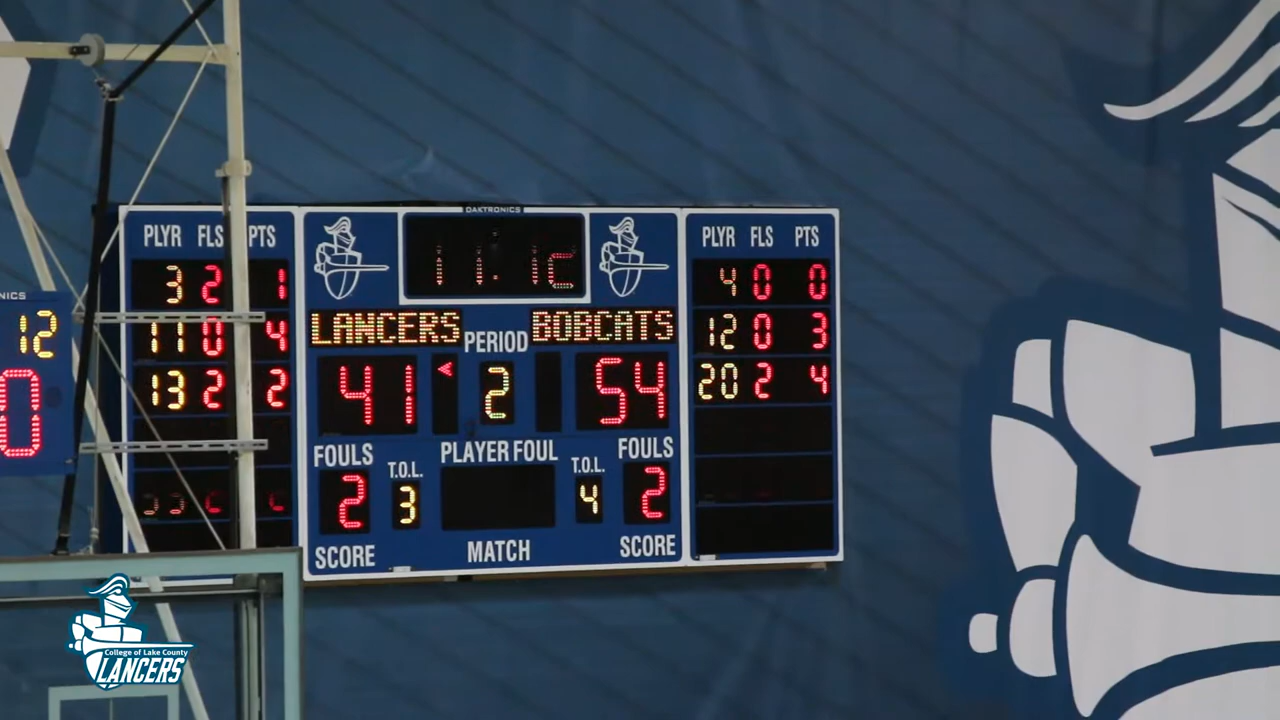 PLYR FLS PTS
3 2 1
11 0 4
13 2 2
DAKTRONICS
LANCERS
PERIOD
BOBCATS
41
2
54
FOULS
T.O.L.
PLAYER FOUL
T.O.L.
FOULS
2
3
4
2
SCORE
MATCH
SCORE
PLYR FLS PTS
4 0 0
12 0 3
20 2 4
NICS
12
0
College of Lake County
LANCERS